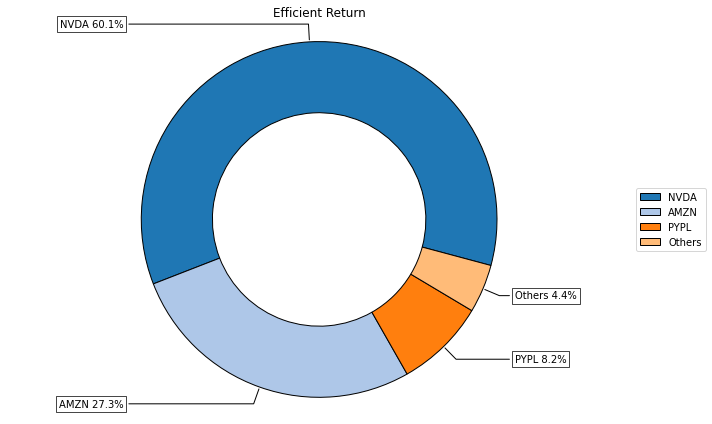 Efficient Return
NVDA 60.1%
NVDA
AMZN
PYPL
Others
Others 4.4%
PYPL 8.2%
AMZN 27.3%